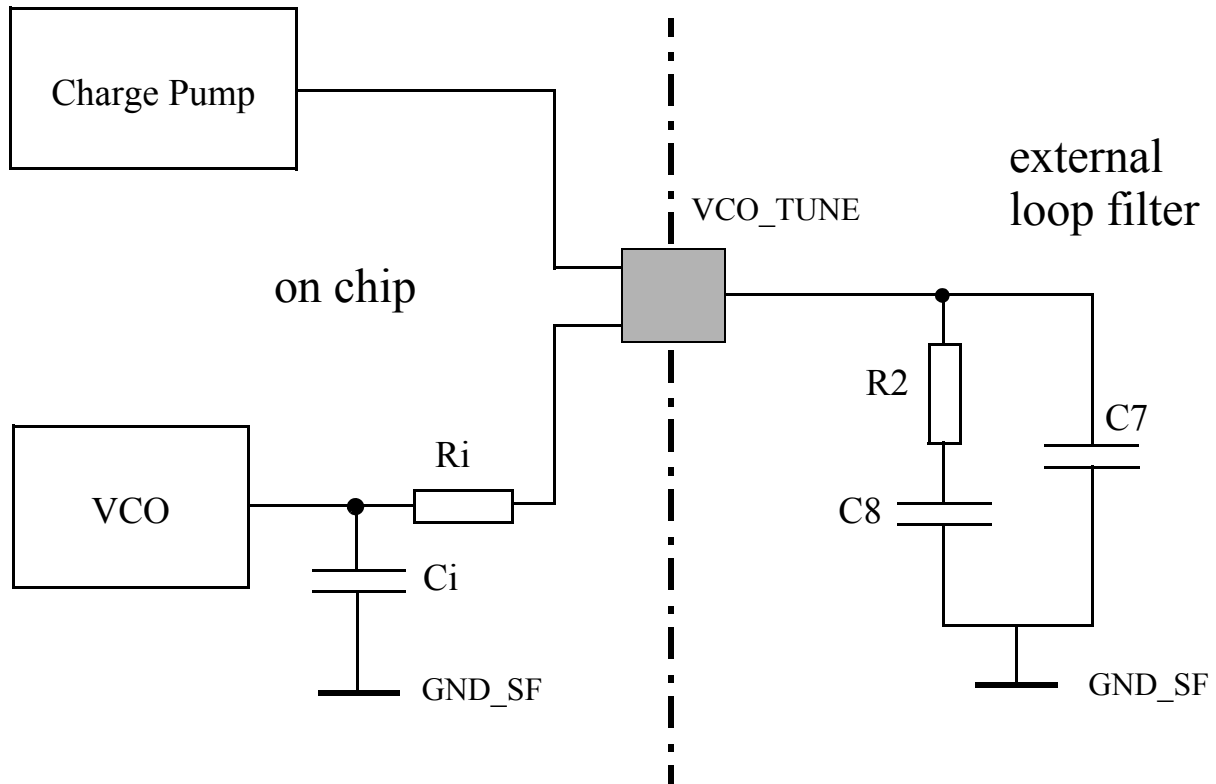 Charge Pump
external
loop filter
VCO_TUNE
on chip
R2
C7
Ri
VCO
C8
Ci
GND_SF
GND_SF